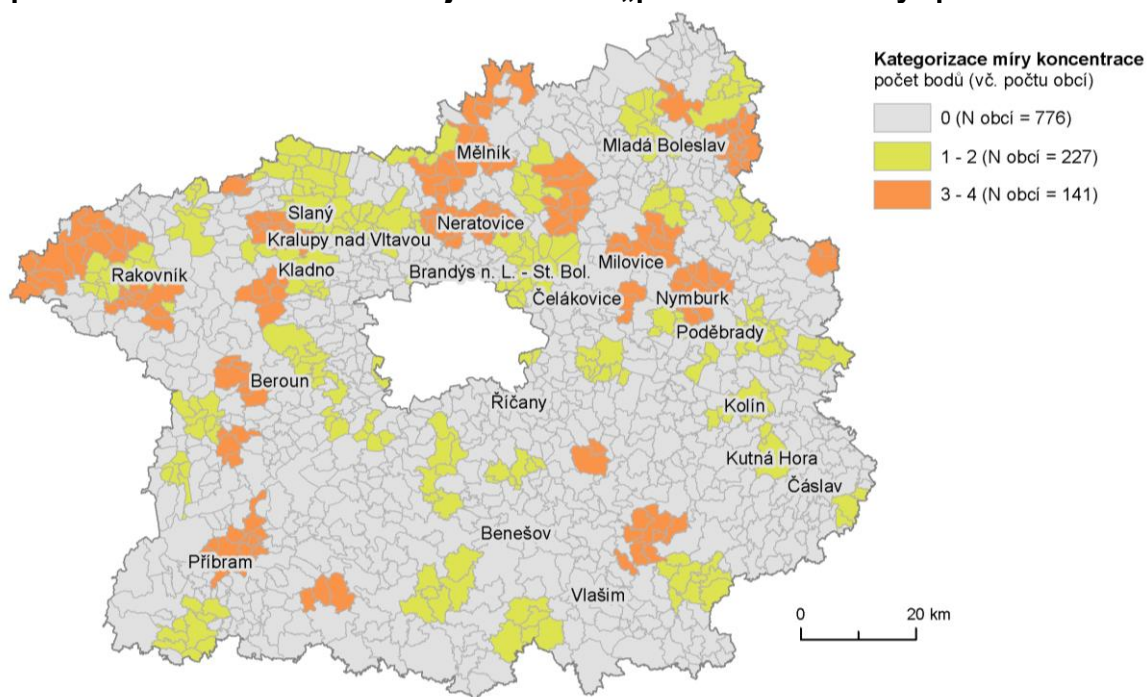 Kategorizace míry koncentrace
počet bodů (vč. počtu obcí)
0 (N obcí = 776)
1 - 2 (N obcí = 227)
3 - 4 (N obcí = 141)
Mělník
Mladá Boleslav
Slaný
Neratovice
Kralupy nad Vltavou
Milovice
Rakovník
Kladno
Brandýs n. L. - St. Bol.
Čelákovice
Nymburk
Poděbrady
Beroun
Říčany
Kolín
Kutná Hora
Čáslav
Benešov
Příbram
Vlašim
0
20 km